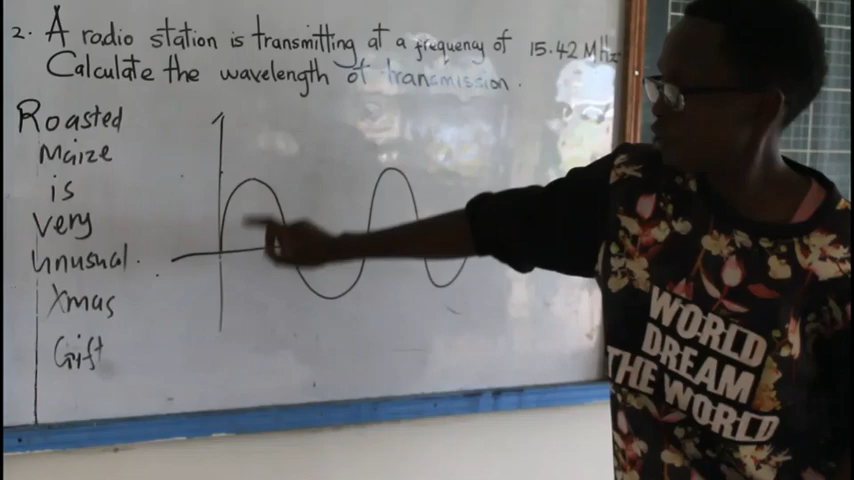 2. A radio station is transmitting at a frequency of 15.42 MHz
Calculate the wavelength of transmission.
Roasted
Maize
is
Very
Unusual.
Xmas
Gift
WORLD
DREAM
THE WORLD